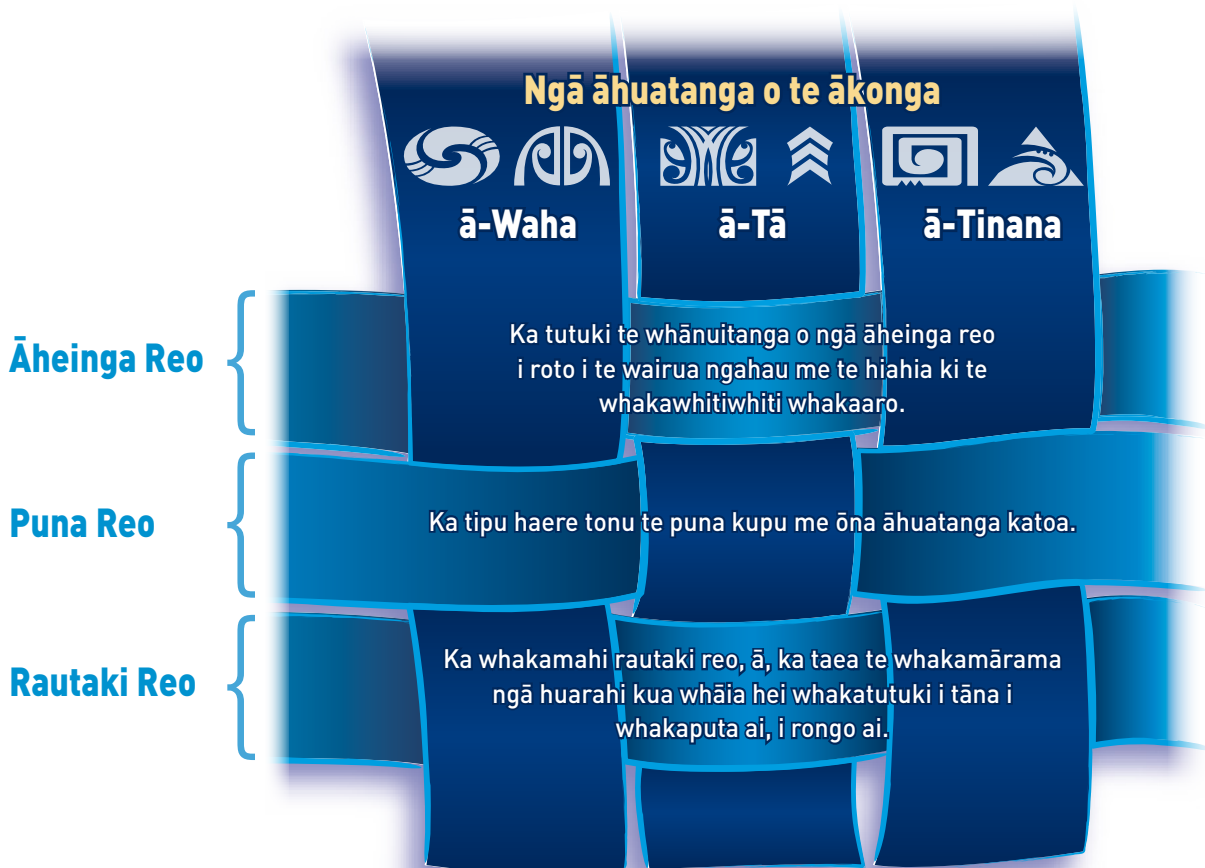 Ngā āhuatanga o te ākonga
ā-Waha
ā-Tā
ā-Tinana
Āheinga Reo
Ka tutuki te whānuitanga o ngā āheinga reo
i roto i te wairua ngahau me te hiahia ki te
whakawhitiwhiti whakaaro.
Puna Reo
Ka tipu haere tonu te puna kupu me ōna āhuatanga katoa.
Rautaki Reo
Ka whakamahi rautaki reo, ā, ka taea te whakamārama
ngā huarahi kua whāia hei whakatutuki i tāna i
whakaputa ai, i rongo ai.